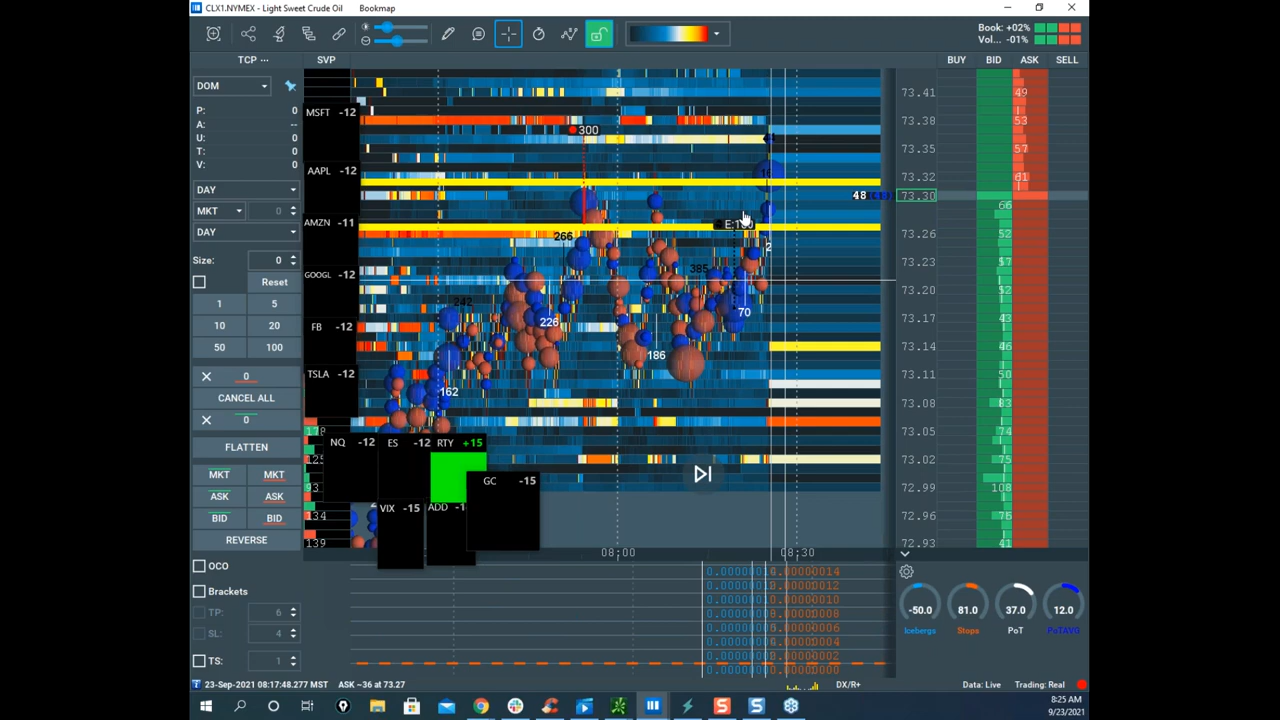 CLX1.NYMEX - Light Sweet Crude Oil Bookmap
Book: +02%
Vol... -01%
TCP ... SVP BUY BID ASK SELL
DOM
P: 0
A: --
U: 0
T: 0
V: 0
DAY
MKT 0
DAY
Size: 0
Reset
1 5
10 20
50 100
0
CANCEL ALL
0
FLATTEN
MKT MKT
ASK ASK
BID BID
REVERSE
OCO
Brackets
TP: 6
SL: 4
TS: 1
MSFT -12
AAPL -12
AMZN -11
GOOGL -12
FB -12
TSLA -12
NQ -12 ES -12 RTY +15
GC -15
VIX -15 ADD
134
139
300
266
385
242
226
70
186
162
2
48
08:00 08:30
73.41 49
73.38 53
73.35 57
73.32 61
73.30
66
73.26 52
73.23 57
73.20 52
73.17 43
73.14 46
73.11 50
73.08 83
73.05 74
73.02 75
72.99 108
72.96 76
72.93 41
-50.0 81.0 37.0 12.0
Icebergs Stops PoT PoTAVG
23-Sep-2021 08:17:48.277 MST ASK ~36 at 73.27 DX/R+ Data: Live Trading: Real
8:25 AM
9/23/2021